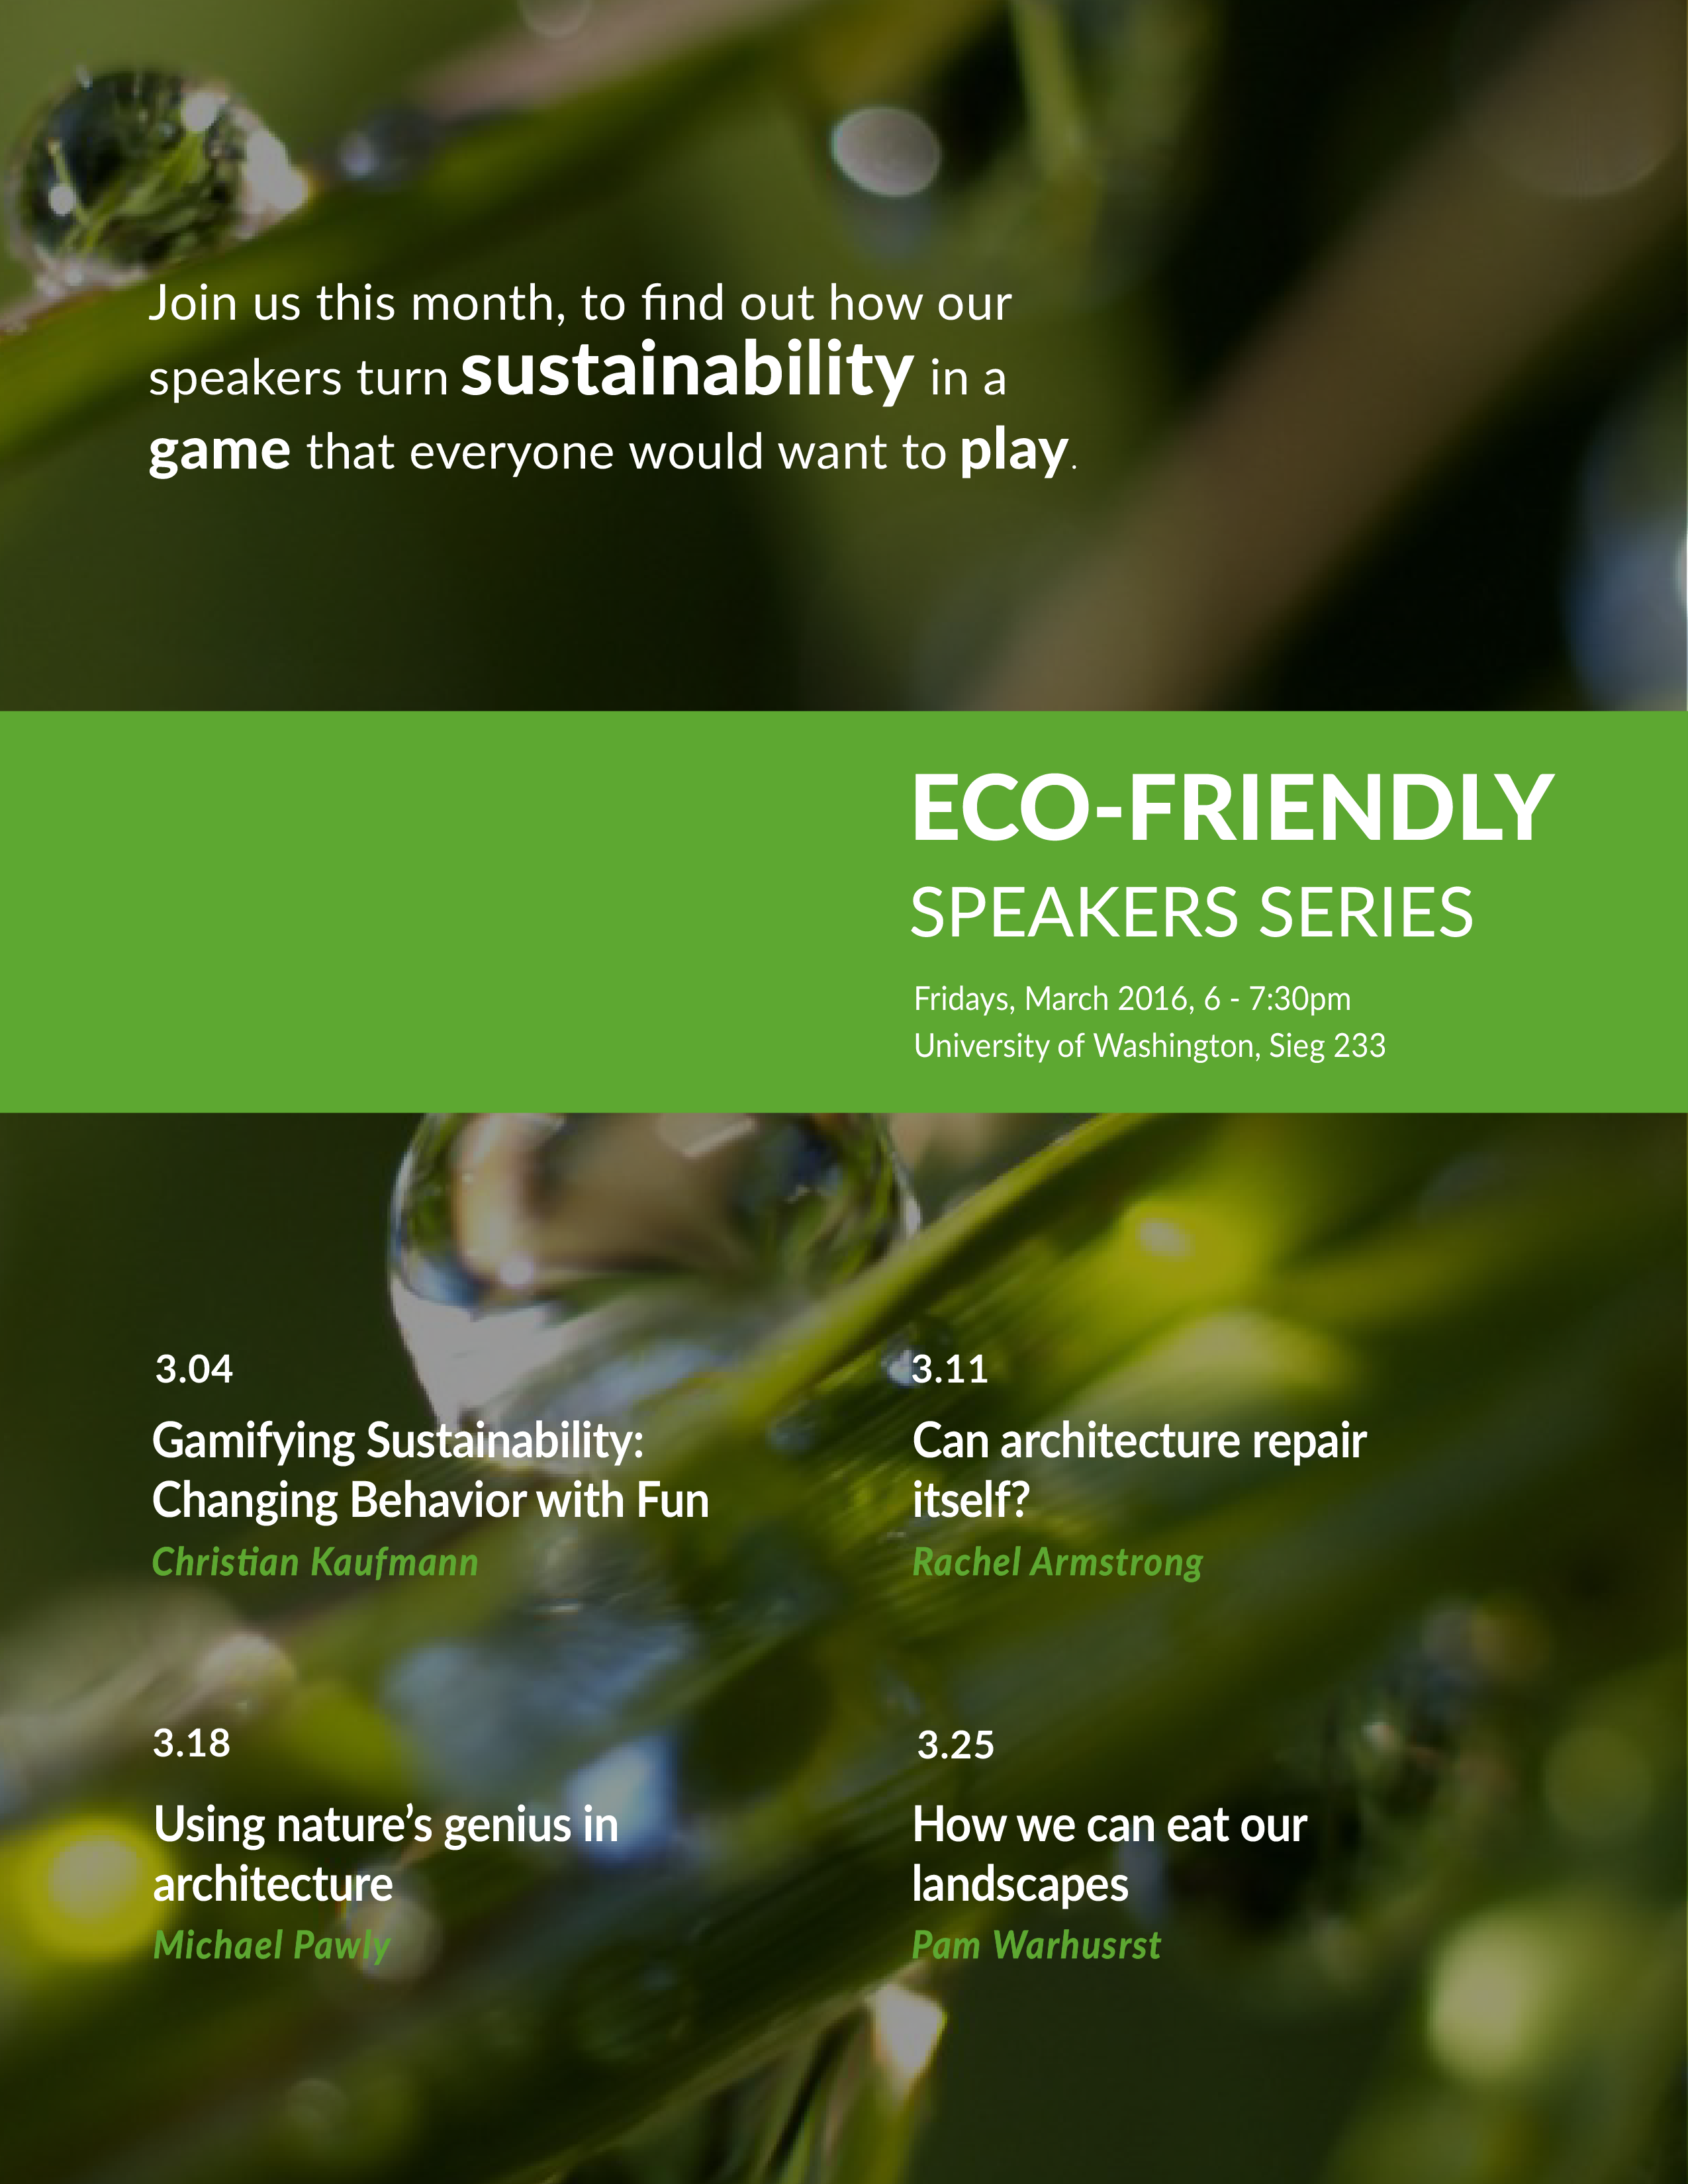 Join us this month, to find out how our
speakers turn sustainability in a
game that everyone would want to play.
ECO-FRIENDLY
SPEAKERS SERIES
Fridays, March 2016, 6 - 7:30pm
University of Washington, Sieg 233
3.04
Gamifying Sustainability:
Changing Behavior with Fun
Christian Kaufmann
3.11
Can architecture repair
itself?
Rachel Armstrong
3.18
Using nature’s genius in
architecture
Michael Pawly
3.25
How we can eat our
landscapes
Pam Warhusrst